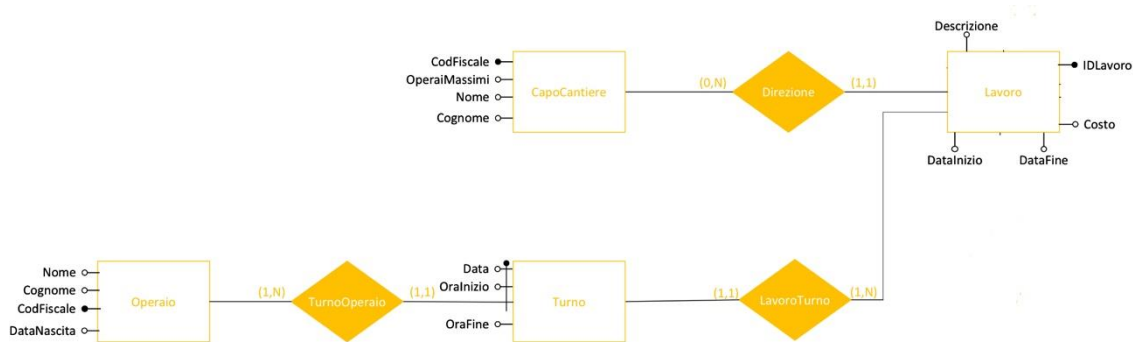 Descrizione
CodFiscale
IDLavoro
OperaiMassimi
CapoCantiere
(0,N)
Direzione
(1,1)
Lavoro
Nome
Cognome
Costo
DataInizio
DataFine
Nome
Cognome
CodFiscale
DataNascita
Operaio
(1,N)
TurnoOperaio
(1,1)
Data
OraInizio
OraFine
Turno
(1,1)
LavoroTurno
(1,N)